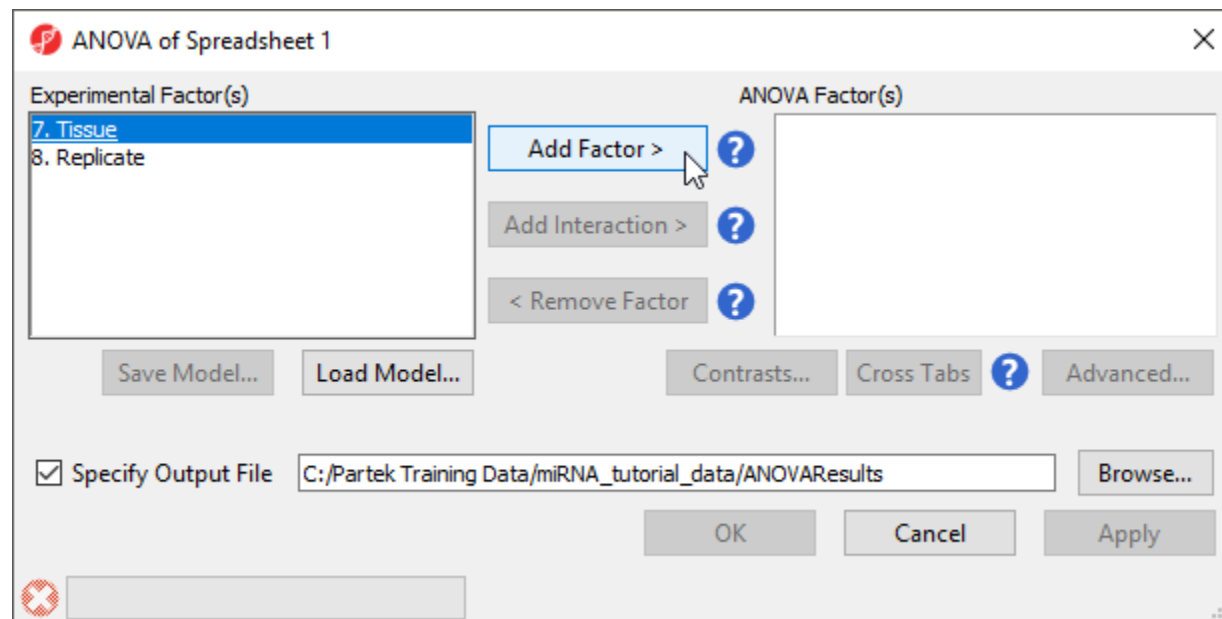 ANOVA of Spreadsheet 1
Experimental Factor(s)
ANOVA Factor(s)
7. Tissue
8. Replicate
Add Factor >
?
Add Interaction >
?
< Remove Factor
?
Save Model...
Load Model...
Contrasts...
Cross Tabs
?
Advanced...
Specify Output File
C:/Partek Training Data/miRNA_tutorial_data/ANOVAResults
Browse...
OK
Cancel
Apply